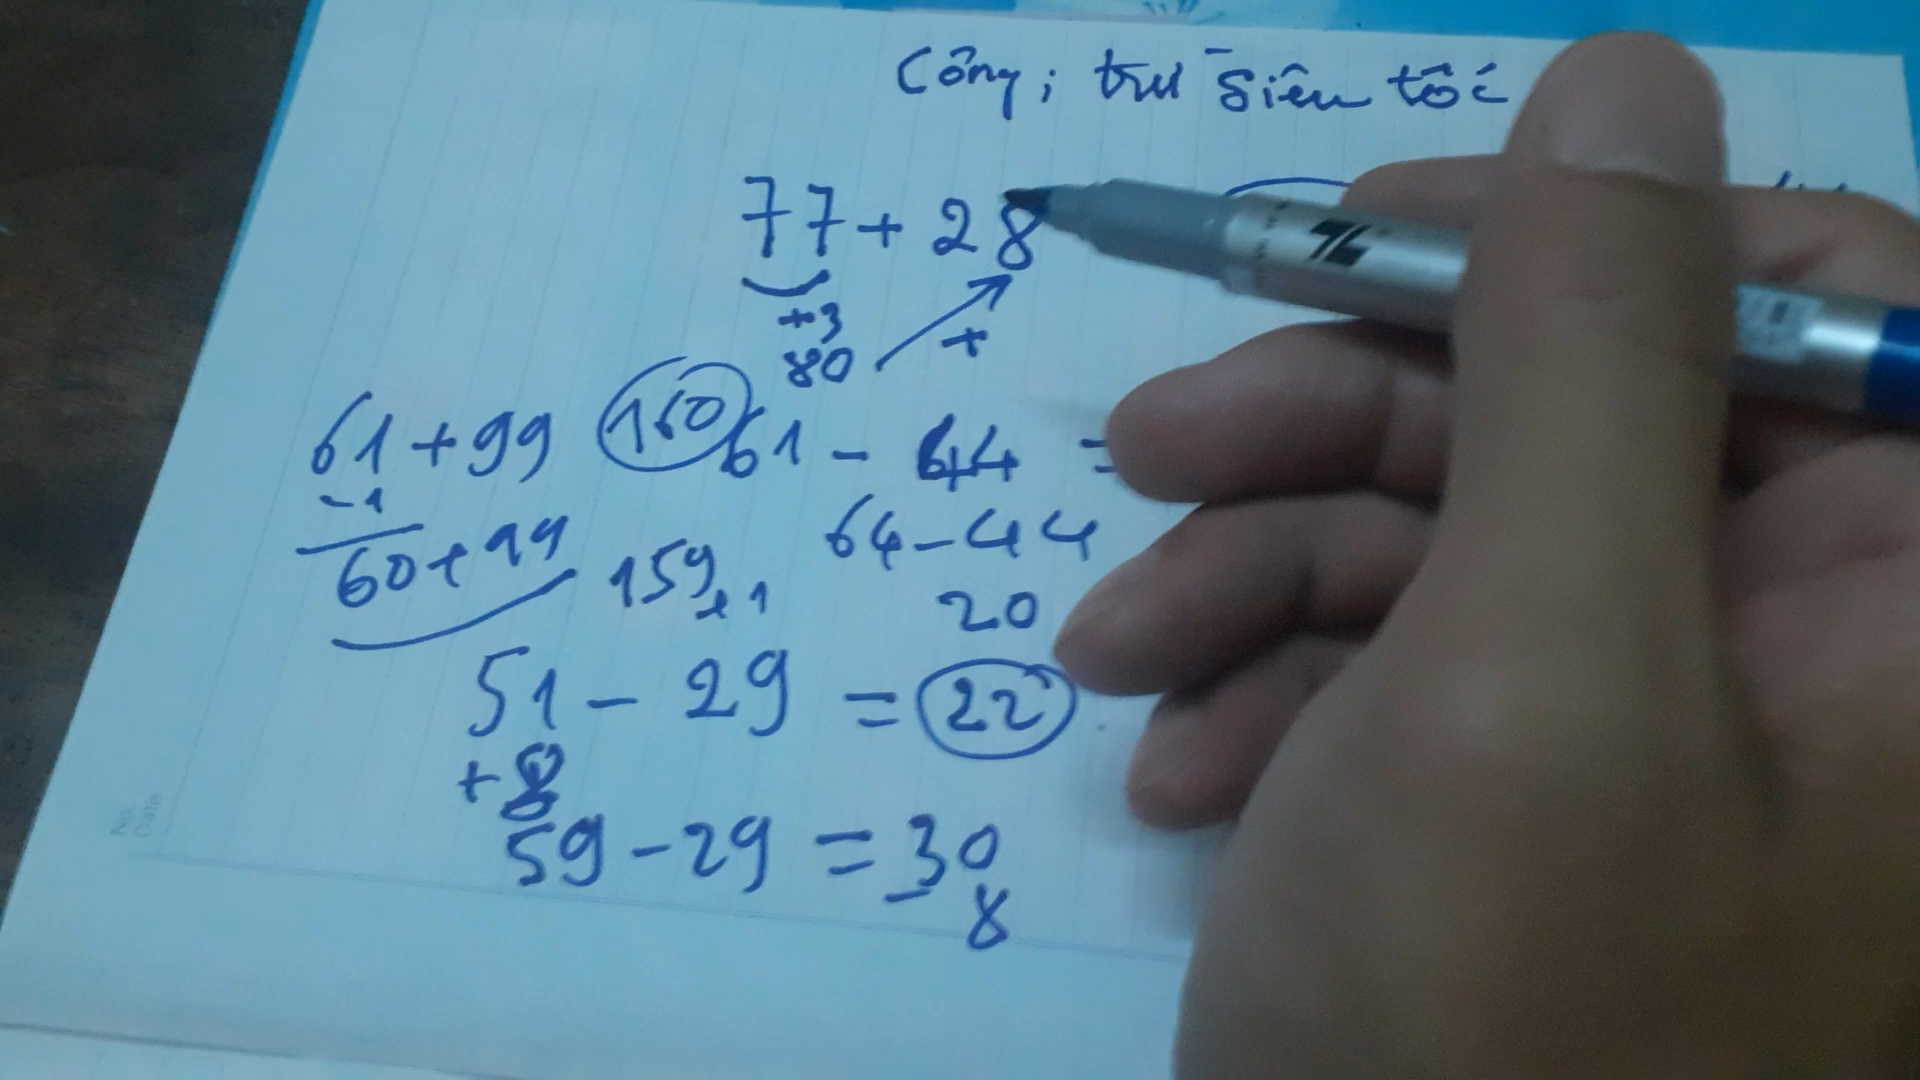 Cộng; trừ siêu tốc
77 + 28
+3
80 +
61 + 99 160
-1
60 + 99 159 +1
61 - 44 =
64 - 44
20
51 - 29 = 22
+8
59 - 29 = 30
- 8